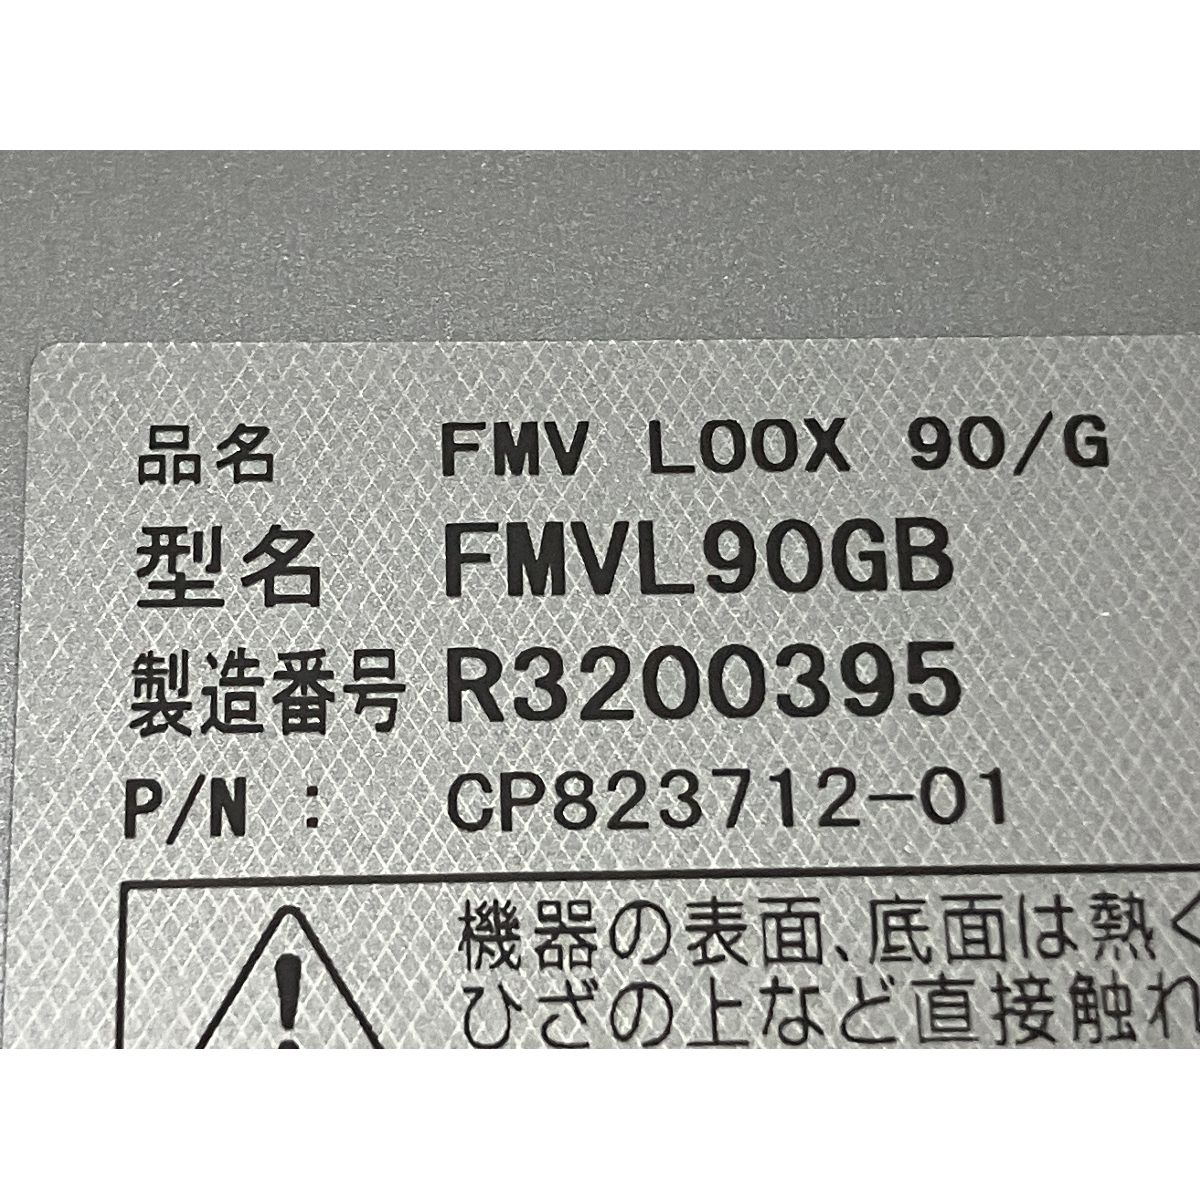 品名 FMV LOOX 90/G
型名 FMVL90GB
製造番号 R3200395
P/N : CP823712-01
機器の表面、底面は熱く
ひざの上など直接触れ